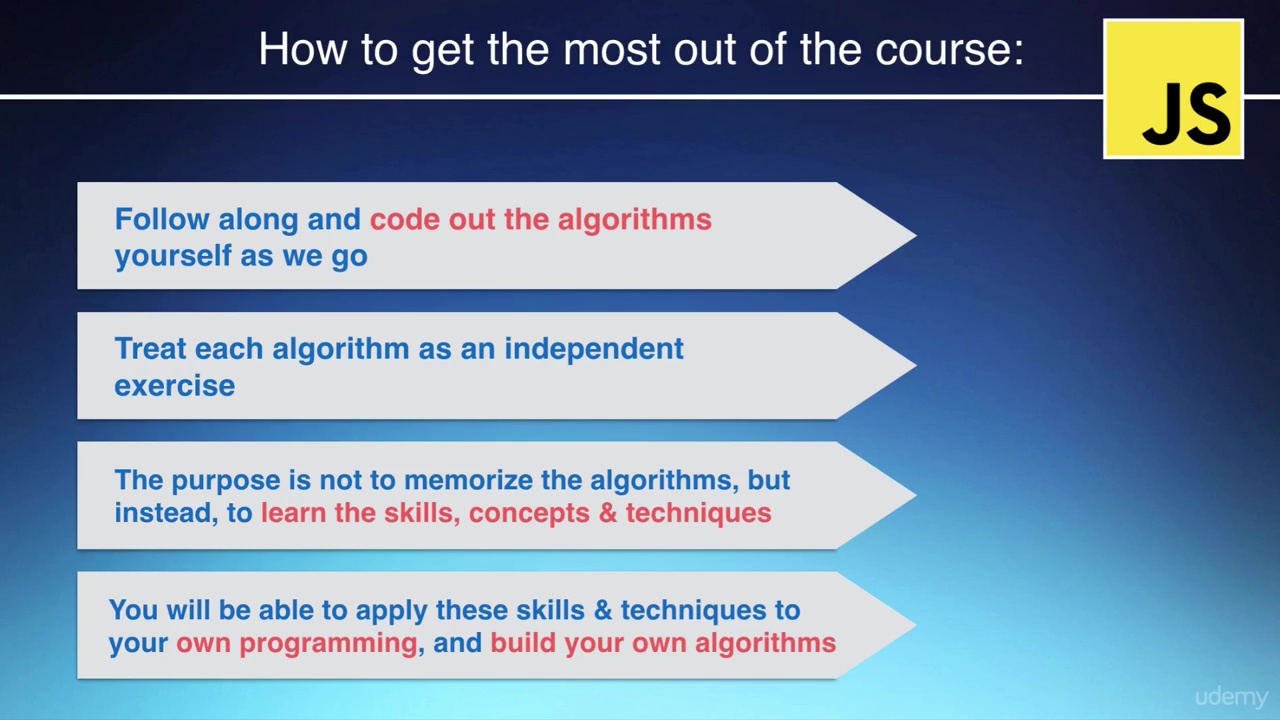 How to get the most out of the course:
JS
Follow along and code out the algorithms
yourself as we go
Treat each algorithm as an independent
exercise
The purpose is not to memorize the algorithms, but
instead, to learn the skills, concepts & techniques
You will be able to apply these skills & techniques to
your own programming, and build your own algorithms
udemy